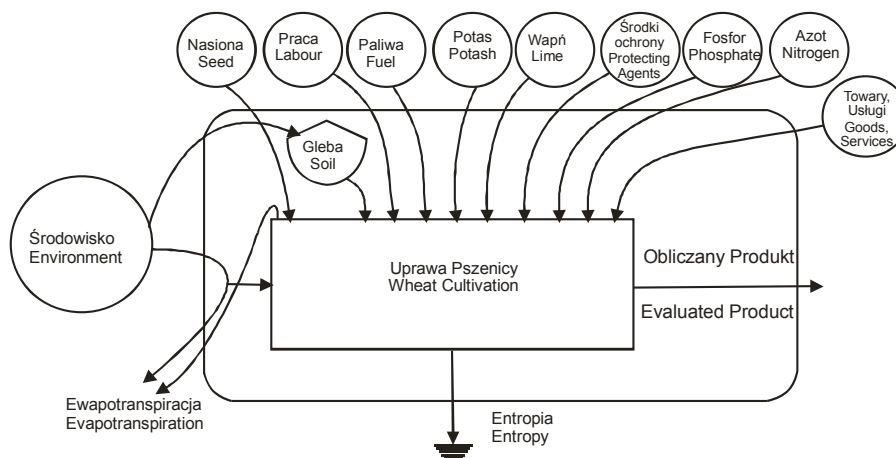 Nasiona
Seed
Praca
Labour
Paliwa
Fuel
Potas
Potash
Wapń
Lime
Środki
ochrony
Protecting
Agents
Fosfor
Phosphate
Azot
Nitrogen
Towary,
Usługi
Goods,
Services
Gleba
Soil
Środowisko
Environment
Uprawa Pszenicy
Wheat Cultivation
Obliczany Produkt
Evaluated Product
Ewapotranspiracja
Evapotranspiration
Entropia
Entropy